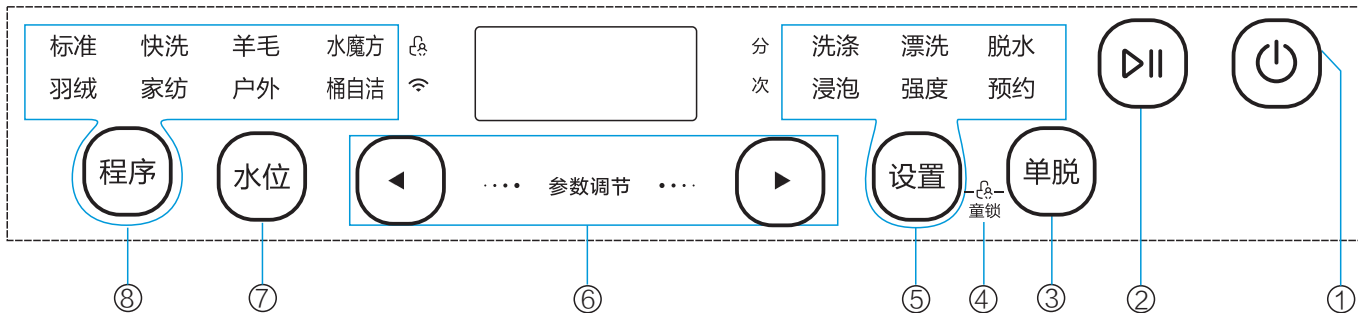 标准 快洗 羊毛 水魔方 分 洗涤 漂洗 脱水
羽绒 家纺 户外 桶自洁 次 浸泡 强度 预约
程序 水位 参数调节 设置 童锁 单脱
⑧ ⑦ ⑥ ⑤ ④ ③ ② ①